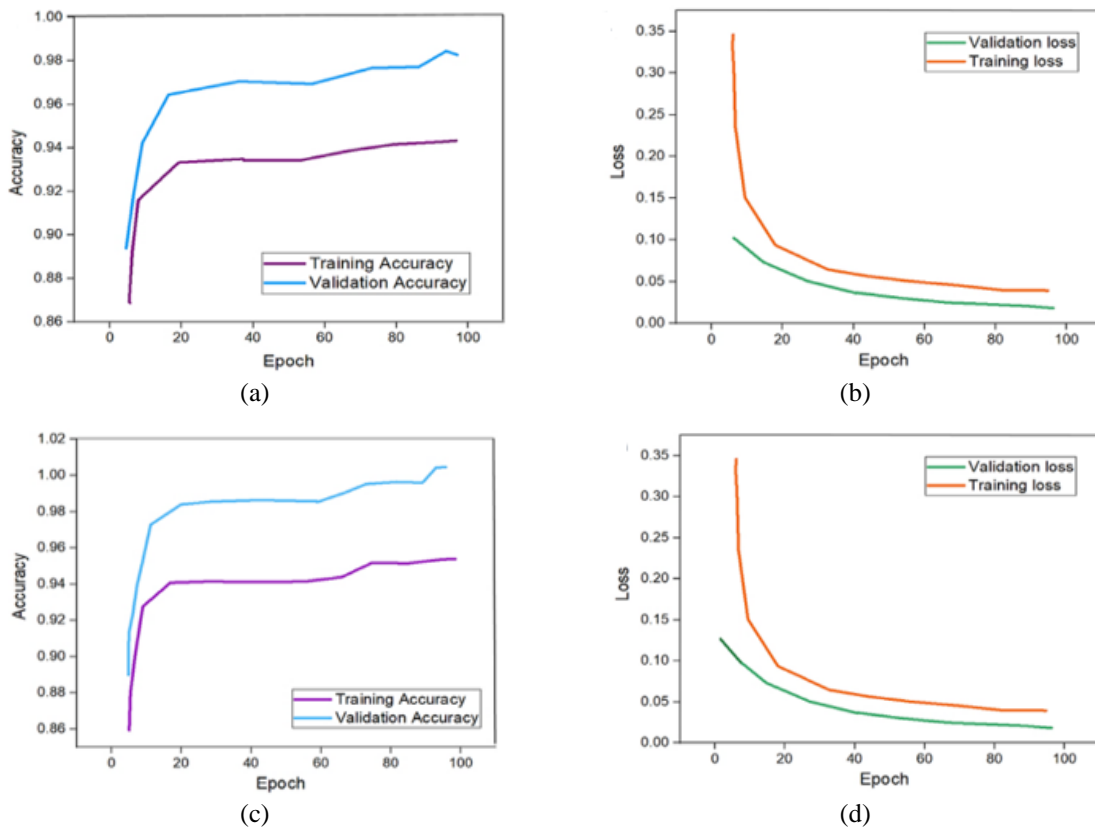 1.00
0.98
0.96
0.94
0.92
0.90
0.88
0.86
Accuracy
Training Accuracy
Validation Accuracy
0 20 40 60 80 100
Epoch
(a)
0.35
0.30
0.25
0.20
0.15
0.10
0.05
0.00
Loss
Validation loss
Training loss
0 20 40 60 80 100
Epoch
(b)
1.02
1.00
0.98
0.96
0.94
0.92
0.90
0.88
0.86
Accuracy
Training Accuracy
Validation Accuracy
0 20 40 60 80 100
Epoch
(c)
0.35
0.30
0.25
0.20
0.15
0.10
0.05
0.00
Loss
Validation loss
Training loss
0 20 40 60 80 100
Epoch
(d)